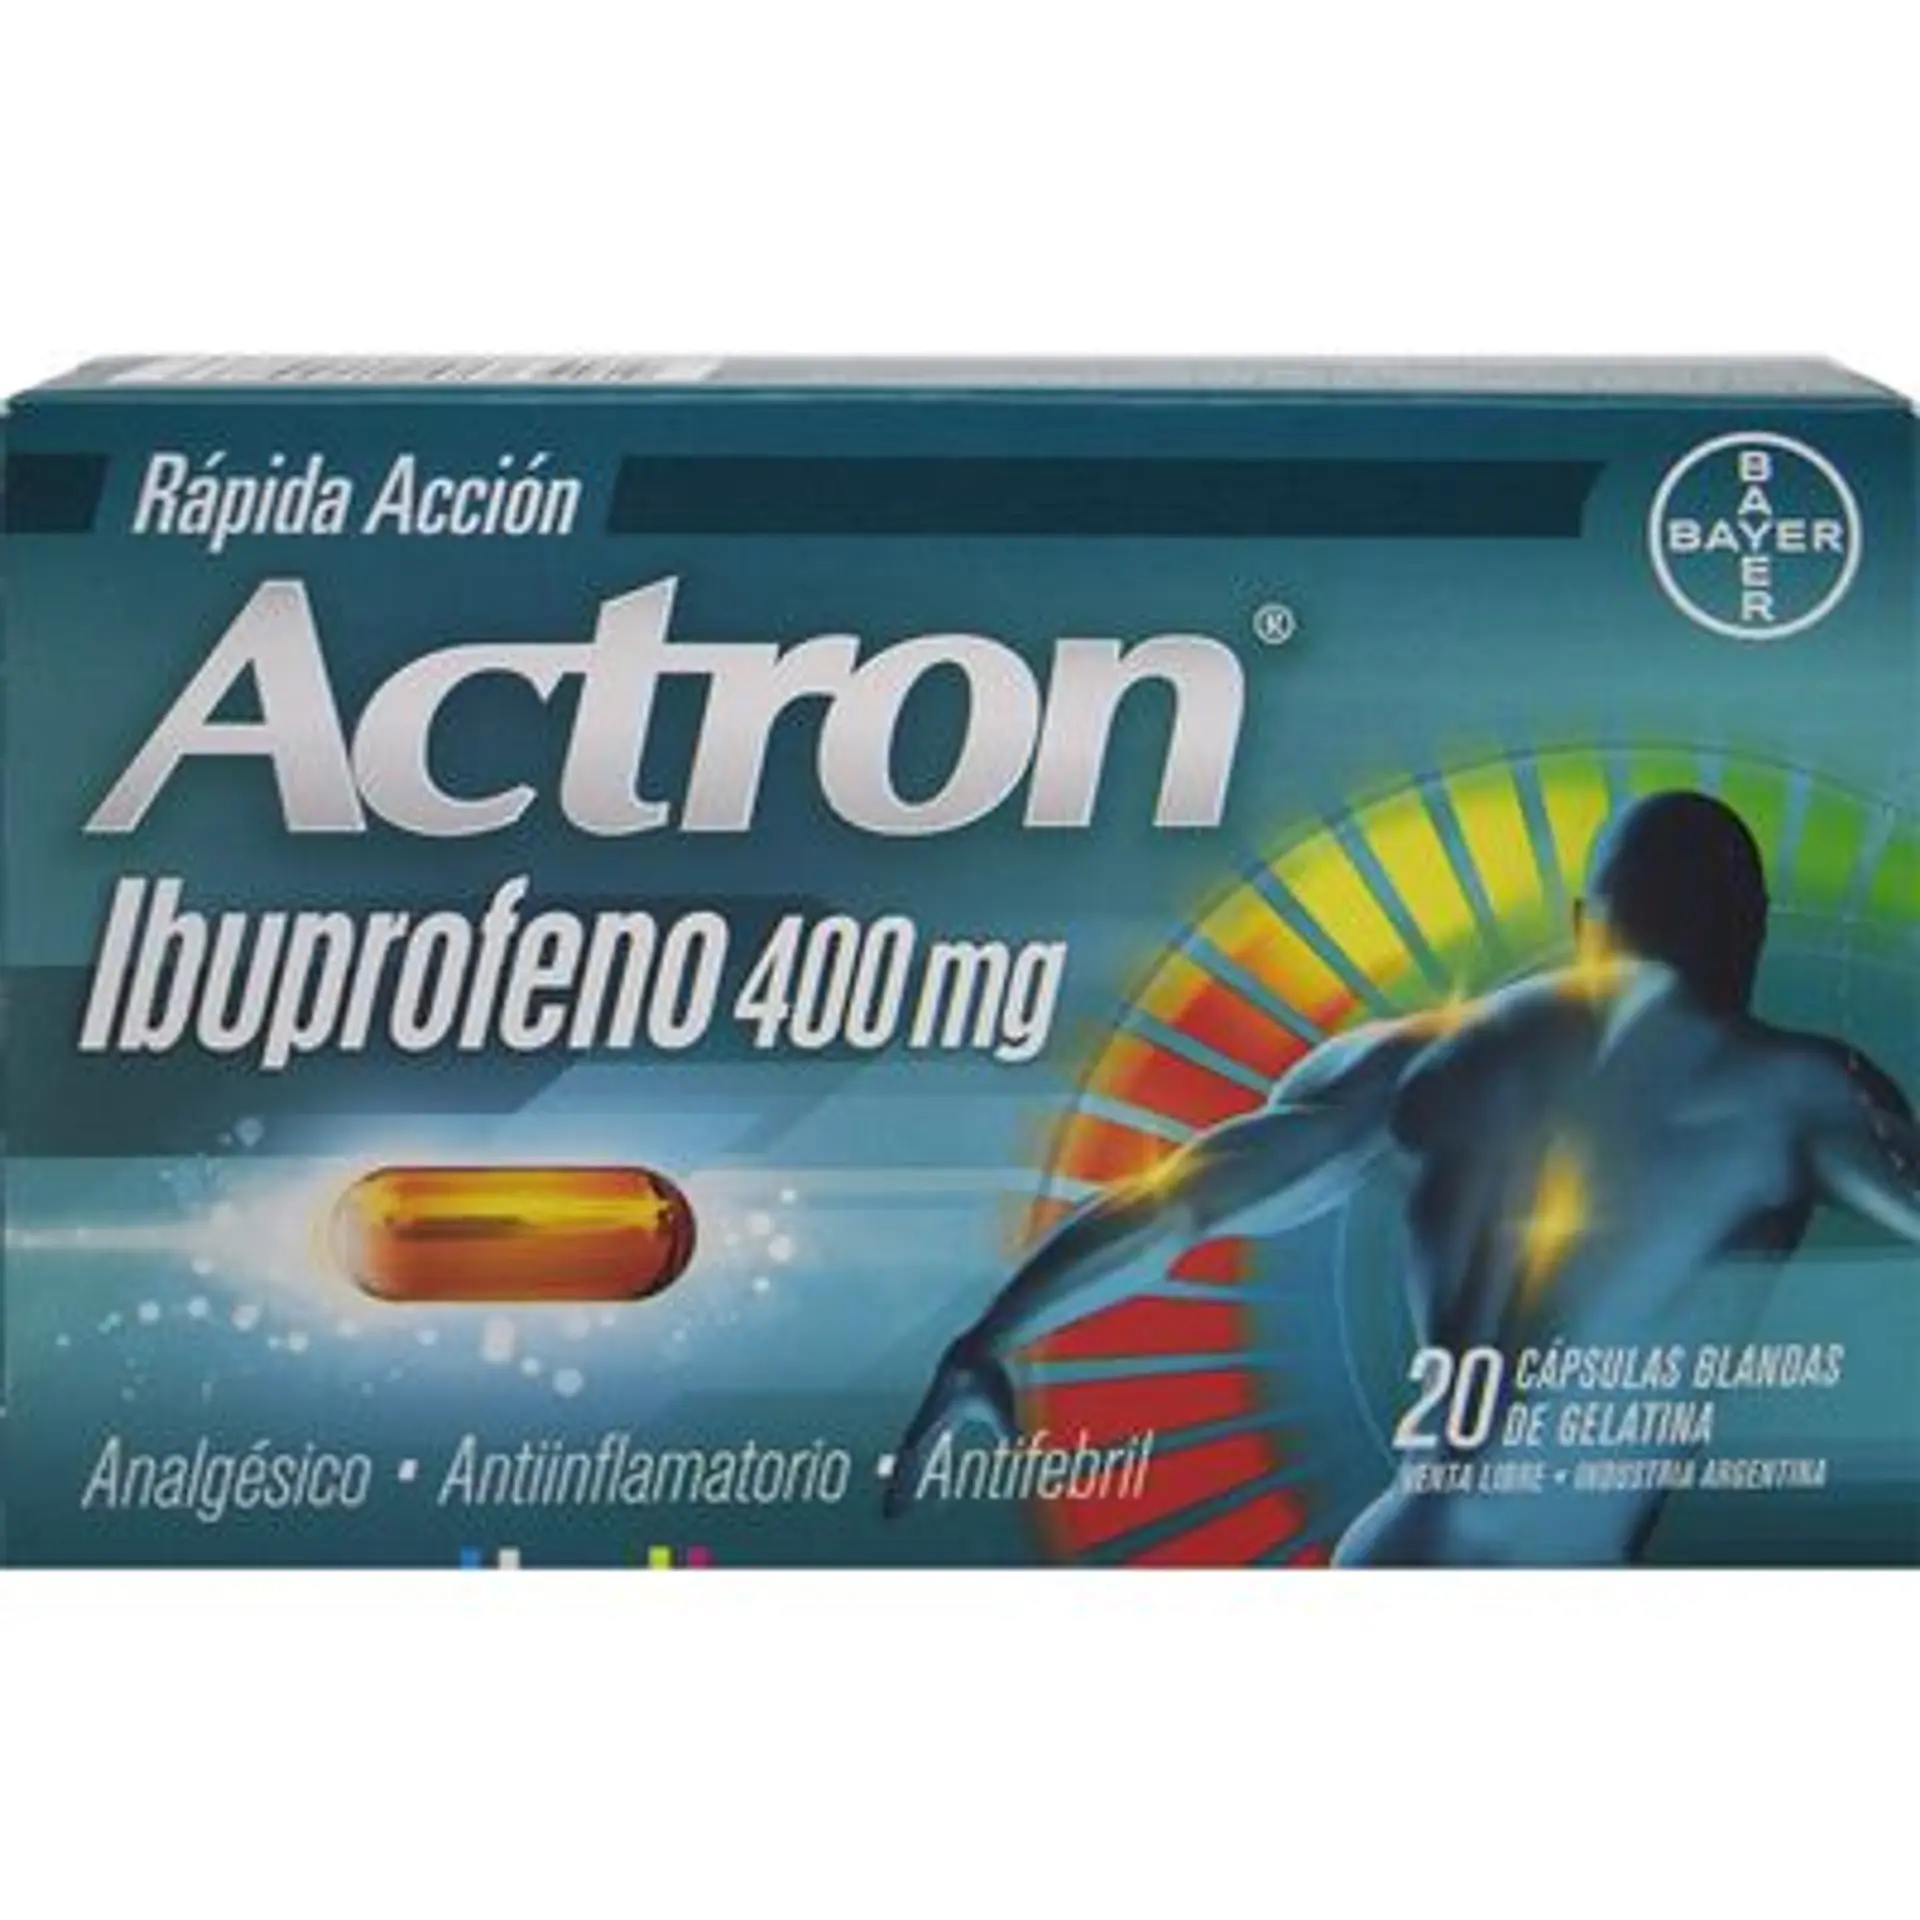 Rápida Acción
BAYER
BAYER
Actron®
Ibuprofeno 400 mg
20 CÁPSULAS BLANDAS
DE GELATINA
VENTA LIBRE • INDUSTRIA ARGENTINA
Analgésico • Antiinflamatorio • Antifebril